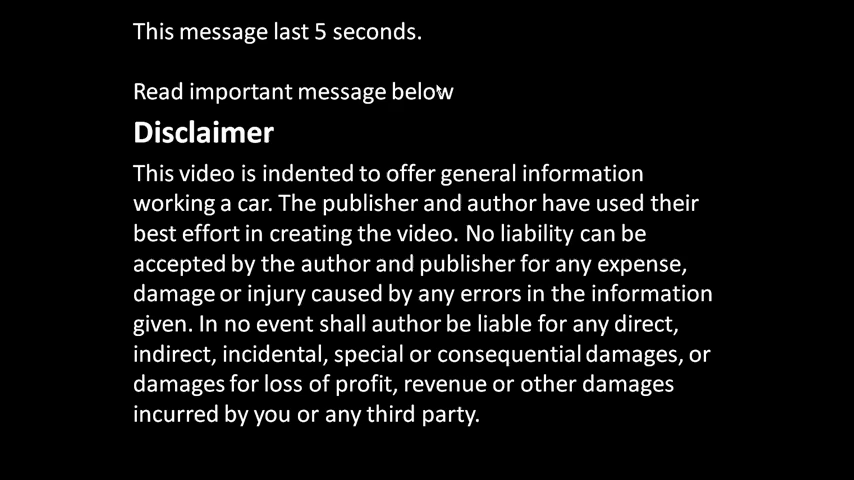 This message last 5 seconds.
Read important message below
Disclaimer
This video is indented to offer general information
working a car. The publisher and author have used their
best effort in creating the video. No liability can be
accepted by the author and publisher for any expense,
damage or injury caused by any errors in the information
given. In no event shall author be liable for any direct,
indirect, incidental, special or consequential damages, or
damages for loss of profit, revenue or other damages
incurred by you or any third party.